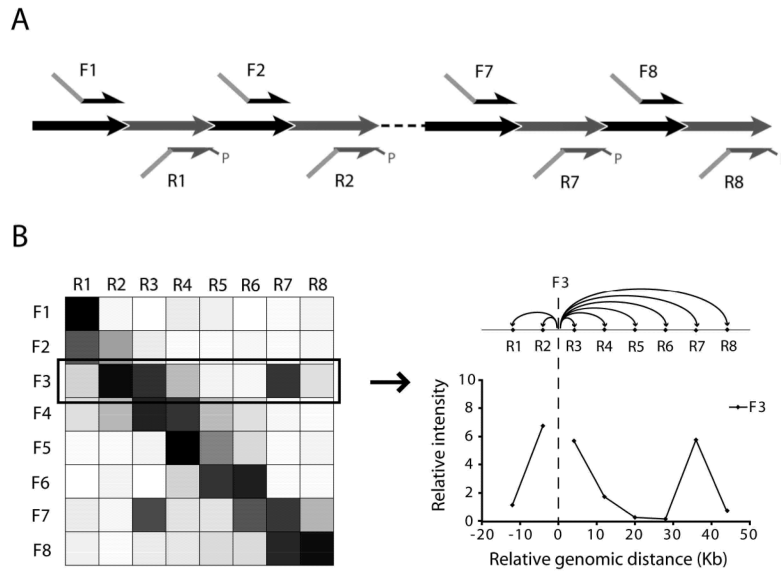 A
F1 F2 F7 F8
P P P
R1 R2 R7 R8
B
R1 R2 R3 R4 R5 R6 R7 R8
F1
F2
F3
F4
F5
F6
F7
F8
F3
R1 R2 R3 R4 R5 R6 R7 R8
Relative intensity
10
8
6
4
2
0
F3
-20 -10 0 10 20 30 40 50
Relative genomic distance (Kb)